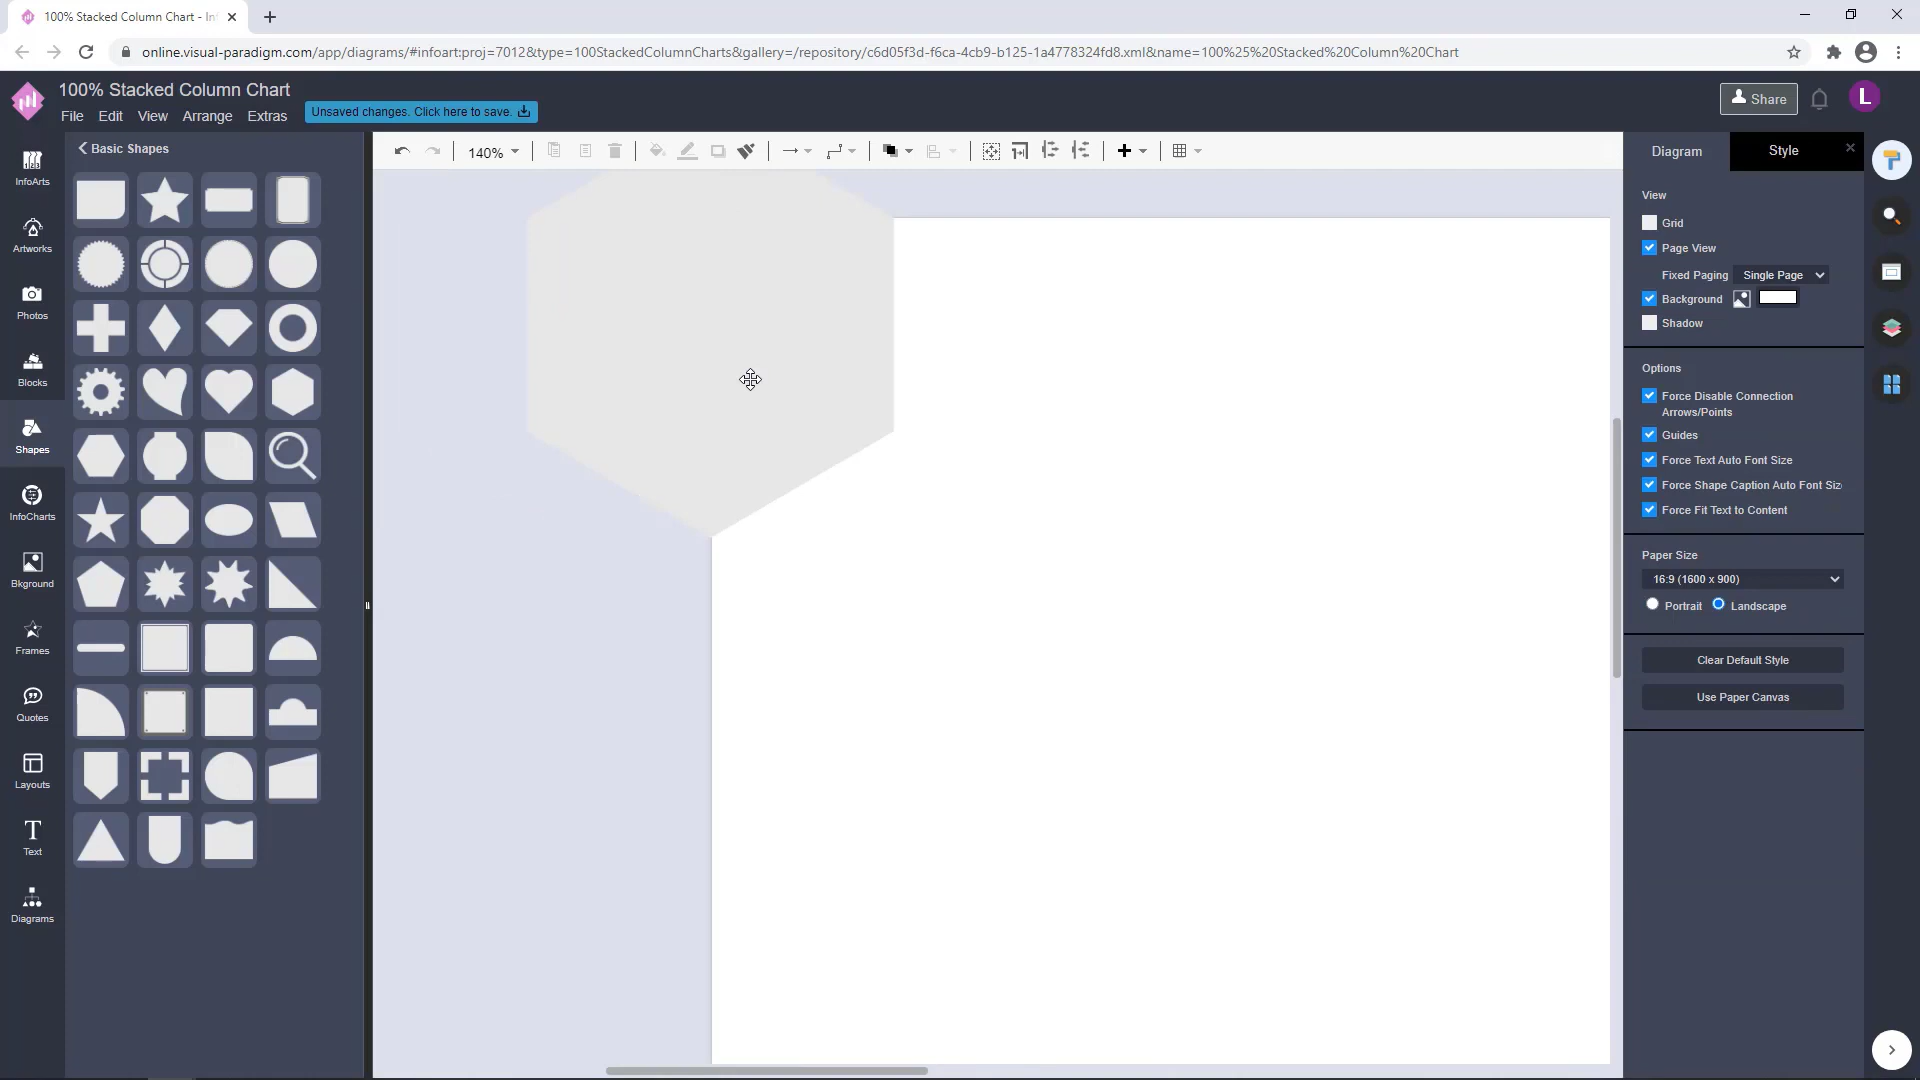 100% Stacked Column Chart - Inf
online.visual-paradigm.com/app/diagrams/#infoart:proj=7012&type=100StackedColumnCharts&gallery=/repository/c6d05f3d-f6ca-4cb9-b125-1a4778324fd8.xml&name=100%25%20Stacked%20Column%20Chart
100% Stacked Column Chart
File Edit View Arrange Extras
Unsaved changes. Click here to save.
Share
L
InfoArts
Artworks
Photos
Blocks
Shapes
InfoCharts
Bkground
Frames
Quotes
Layouts
T
Text
Diagrams
Basic Shapes
140%
Diagram
Style
View
Grid
Page View
Fixed Paging Single Page
Background
Shadow
Options
Force Disable Connection
Arrows/Points
Guides
Force Text Auto Font Size
Force Shape Caption Auto Font Siz
Force Fit Text to Content
Paper Size
16:9 (1600 x 900)
Portrait Landscape
Clear Default Style
Use Paper Canvas